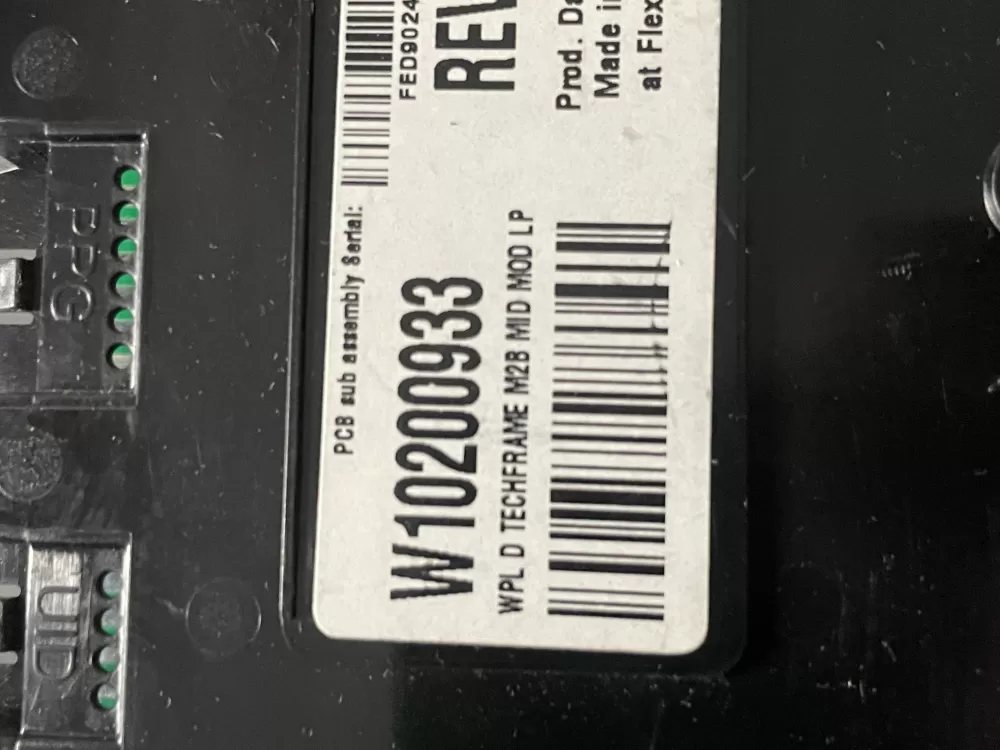 PCB sub assembly Serial:
FED9024
W10200933
REV
WPL D TECHFRAME M2B MID MOD LP
Prod. Da
Made in
at Flex
PRG
UID